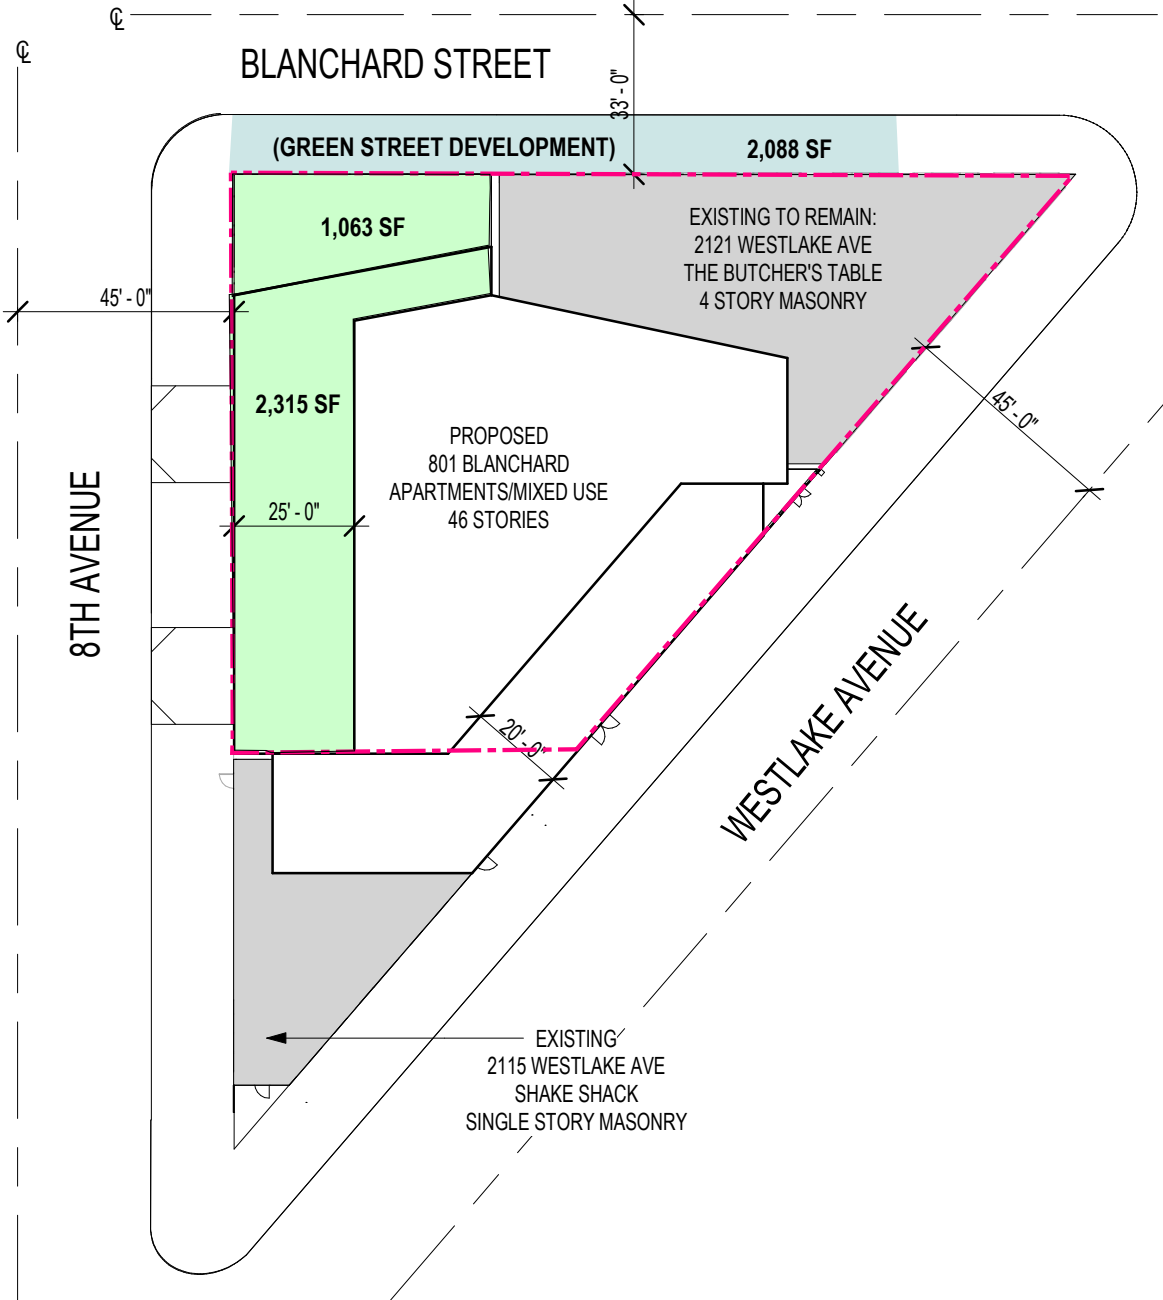 ℄
℄
BLANCHARD STREET
33' - 0"
(GREEN STREET DEVELOPMENT)
2,088 SF
1,063 SF
EXISTING TO REMAIN:
2121 WESTLAKE AVE
THE BUTCHER'S TABLE
4 STORY MASONRY
45' - 0"
2,315 SF
45' - 0"
PROPOSED
801 BLANCHARD
APARTMENTS/MIXED USE
46 STORIES
25' - 0"
8TH AVENUE
20' - 0"
WESTLAKE AVENUE
EXISTING
2115 WESTLAKE AVE
SHAKE SHACK
SINGLE STORY MASONRY